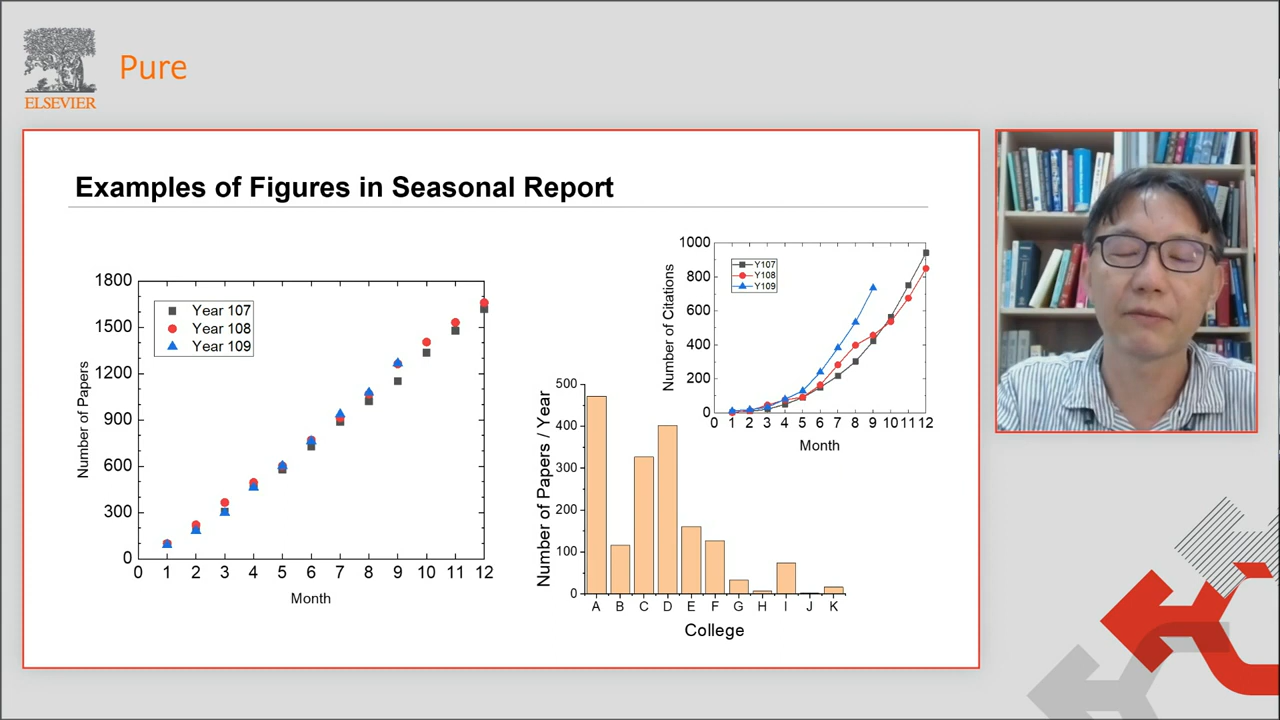 ELSEVIER
Pure
Examples of Figures in Seasonal Report
1800
1500
1200
900
600
300
0
Number of Papers
Year 107
Year 108
Year 109
0 1 2 3 4 5 6 7 8 9 10 11 12
Month
500
400
300
200
100
0
Number of Papers / Year
A B C D E F G H I J K
College
1000
800
600
400
200
0
Number of Citations
Y107
Y108
Y109
0 1 2 3 4 5 6 7 8 9 10 11 12
Month